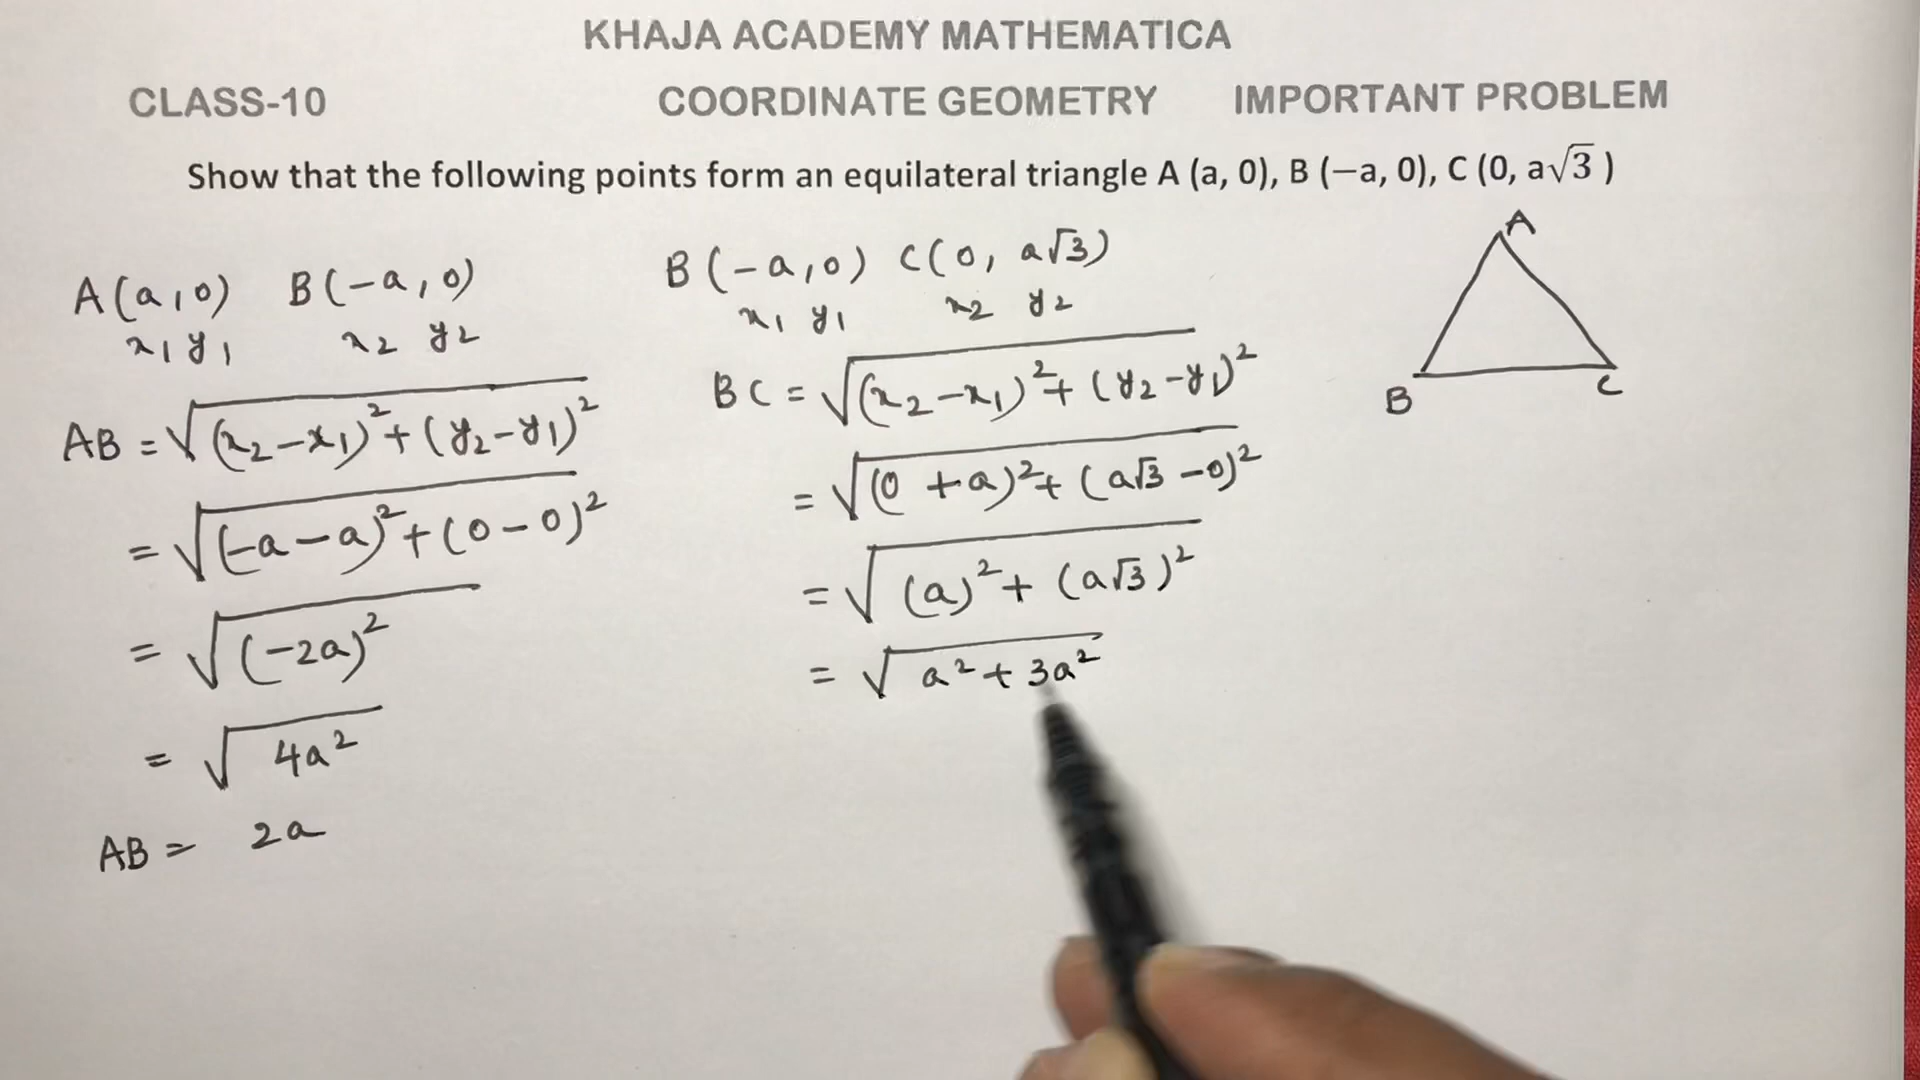 KHAJA ACADEMY MATHEMATICA
CLASS-10 COORDINATE GEOMETRY IMPORTANT PROBLEM
Show that the following points form an equilateral triangle A (a, 0), B (−a, 0), C (0, a√3 )
A(a,0) B(-a,0)
x₁ y₁ x₂ y₂
AB = √(x₂-x₁)²+(y₂-y₁)²
= √(-a-a)²+(0-0)²
= √(-2a)²
= √4a²
AB = 2a
B(-a,0) C(0, a√3)
x₁ y₁ x₂ y₂
BC = √(x₂-x₁)²+(y₂-y₁)²
= √(0+a)²+(a√3-0)²
= √(a)²+(a√3)²
= √a²+3a²
A
B
C